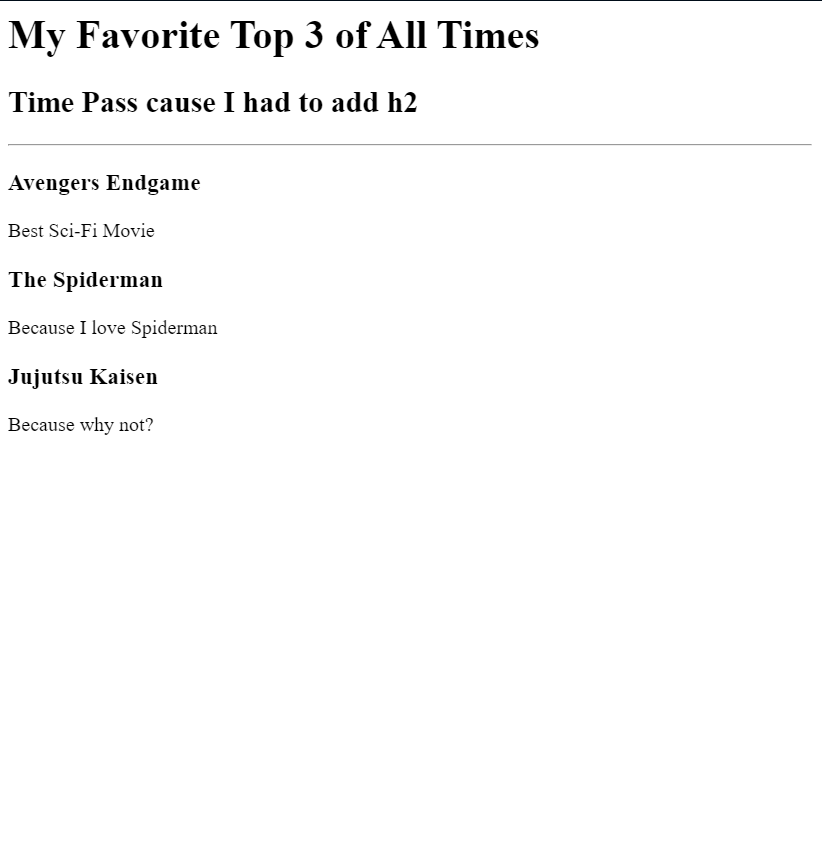 My Favorite Top 3 of All Times
Time Pass cause I had to add h2
Avengers Endgame
Best Sci-Fi Movie
The Spiderman
Because I love Spiderman
Jujutsu Kaisen
Because why not?